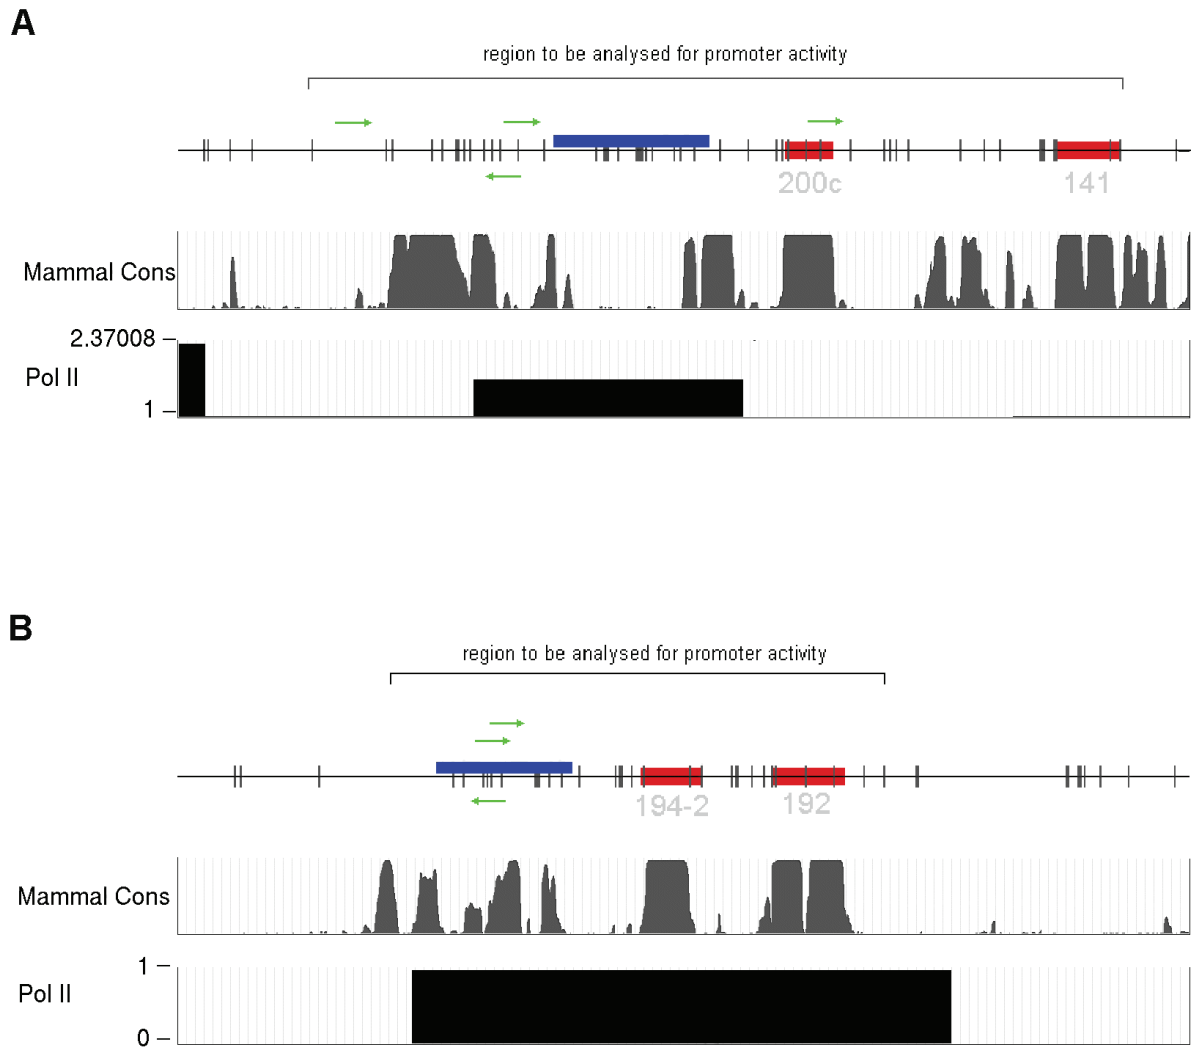 A
region to be analysed for promoter activity
200c
141
Mammal Cons
2.37008
Pol II
1
B
region to be analysed for promoter activity
194-2
192
Mammal Cons
1
Pol II
0